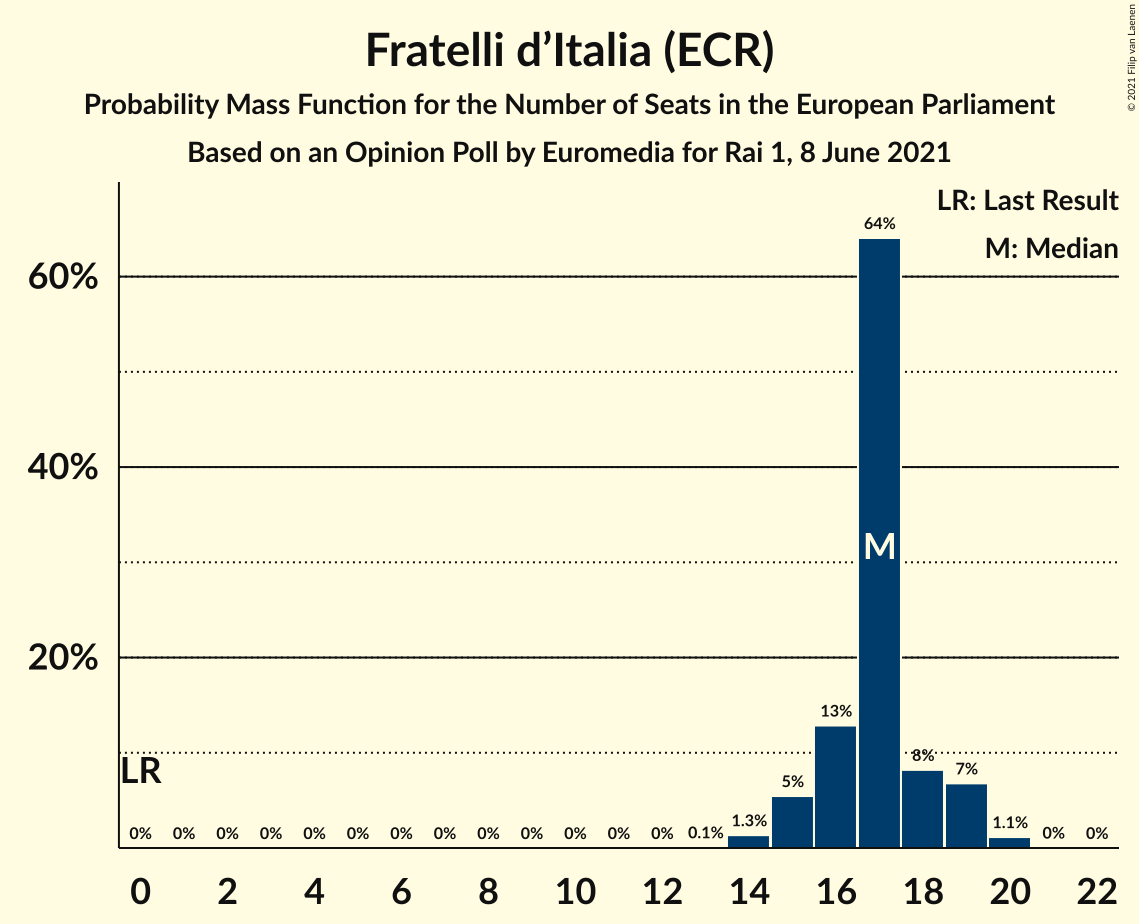 Fratelli d’Italia (ECR)
Probability Mass Function for the Number of Seats in the European Parliament
Based on an Opinion Poll by Euromedia for Rai 1, 8 June 2021
© 2021 Filip van Laenen
LR: Last Result
M: Median
60%
40%
20%
64%
M
13%
8%
7%
5%
1.3%
1.1%
LR
0% 0% 0% 0% 0% 0% 0% 0% 0% 0% 0% 0% 0% 0.1% 0% 0%
0 2 4 6 8 10 12 14 16 18 20 22